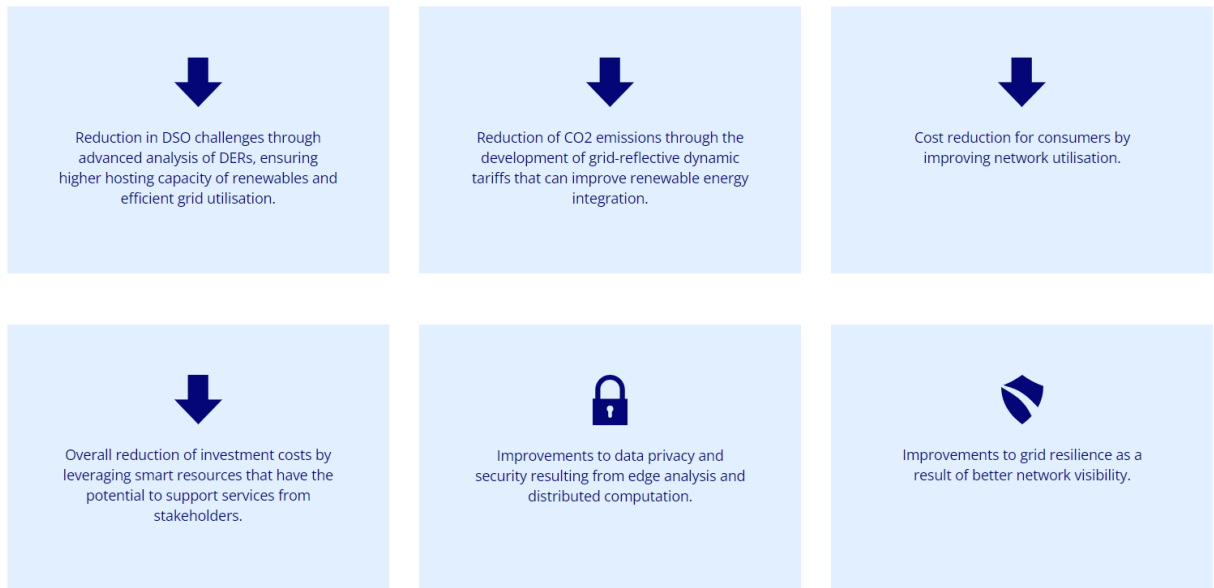 Reduction in DSO challenges through
advanced analysis of DERs, ensuring
higher hosting capacity of renewables and
efficient grid utilisation.
Reduction of CO2 emissions through the
development of grid-reflective dynamic
tariffs that can improve renewable energy
integration.
Cost reduction for consumers by
improving network utilisation.
Overall reduction of investment costs by
leveraging smart resources that have the
potential to support services from
stakeholders.
Improvements to data privacy and
security resulting from edge analysis and
distributed computation.
Improvements to grid resilience as a
result of better network visibility.